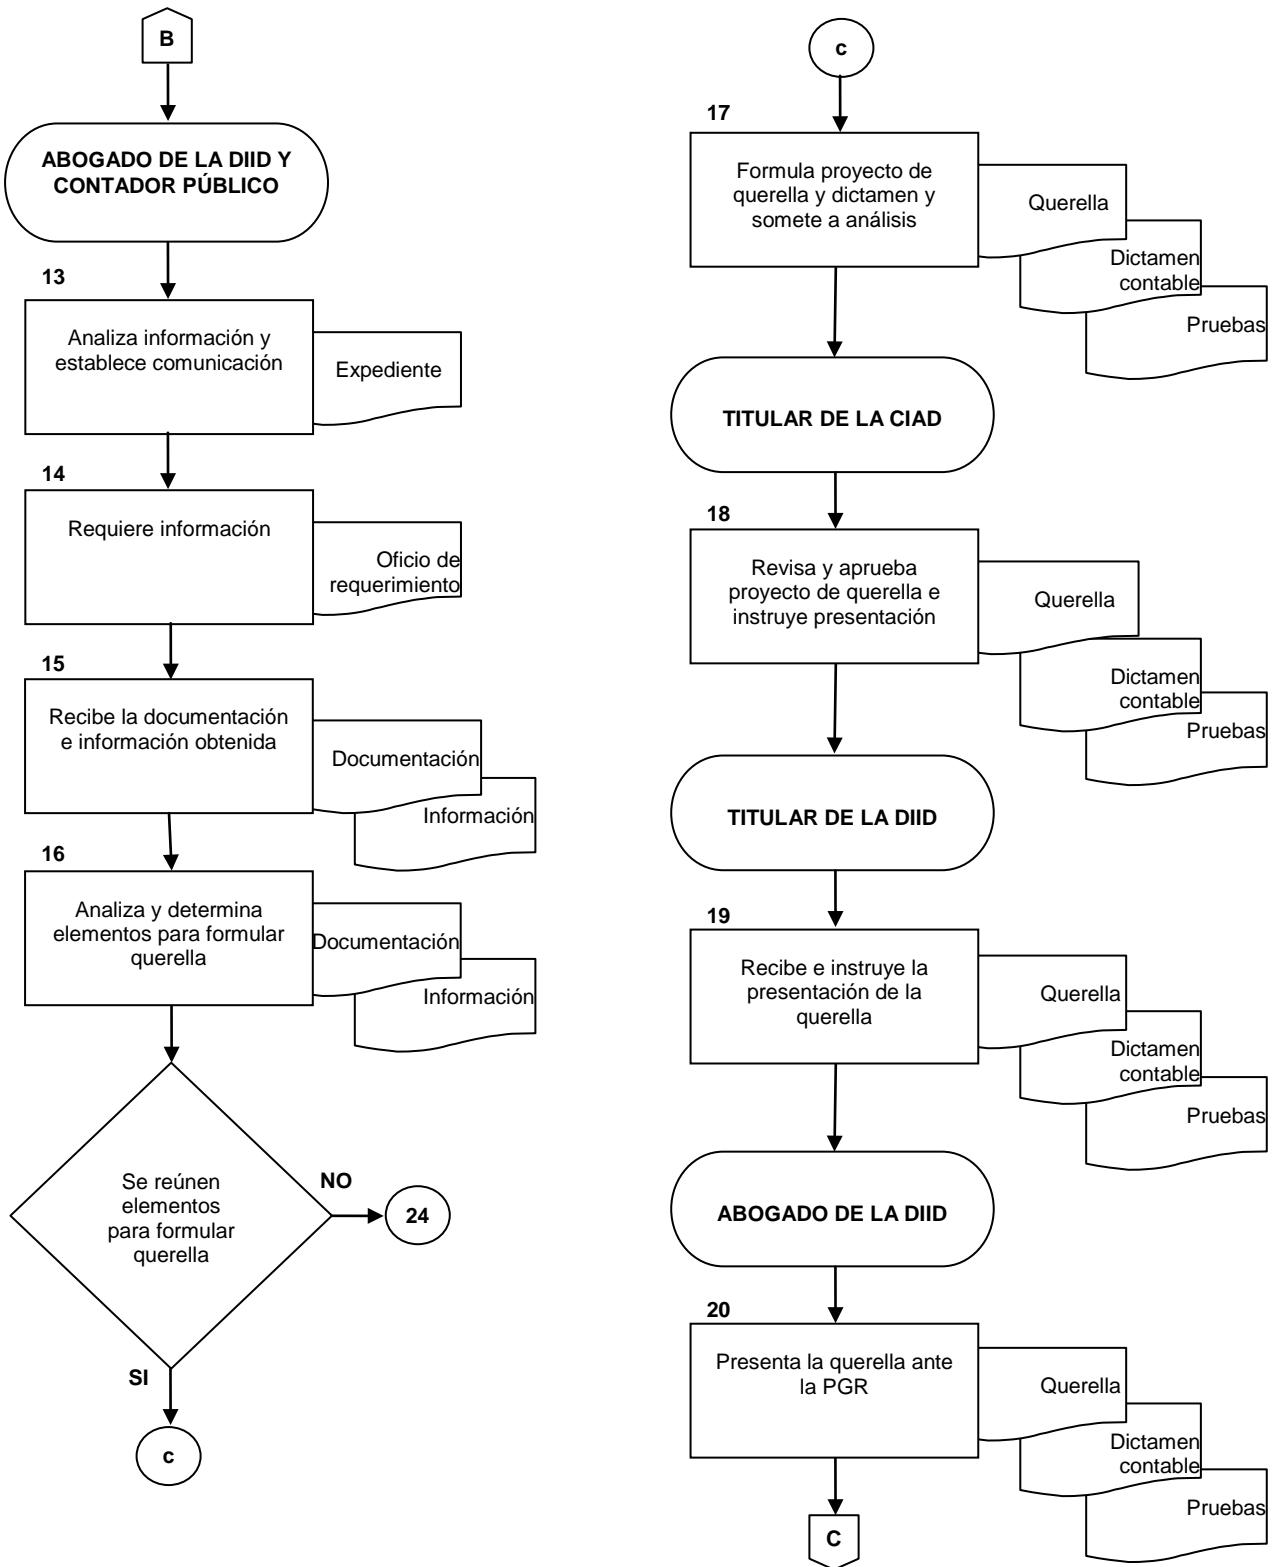 B
ABOGADO DE LA DIID Y
CONTADOR PÚBLICO
13
Analiza información y
establece comunicación
Expediente
14
Requiere información
Oficio de
requerimiento
15
Recibe la documentación
e información obtenida
Documentación
Información
16
Analiza y determina
elementos para formular
querella
Documentación
Información
Se reúnen
elementos
para formular
querella
NO
24
SI
c
c
17
Formula proyecto de
querella y dictamen y
somete a análisis
Querella
Dictamen
contable
Pruebas
TITULAR DE LA CIAD
18
Revisa y aprueba
proyecto de querella e
instruye presentación
Querella
Dictamen
contable
Pruebas
TITULAR DE LA DIID
19
Recibe e instruye la
presentación de la
querella
Querella
Dictamen
contable
Pruebas
ABOGADO DE LA DIID
20
Presenta la querella ante
la PGR
Querella
Dictamen
contable
Pruebas
C